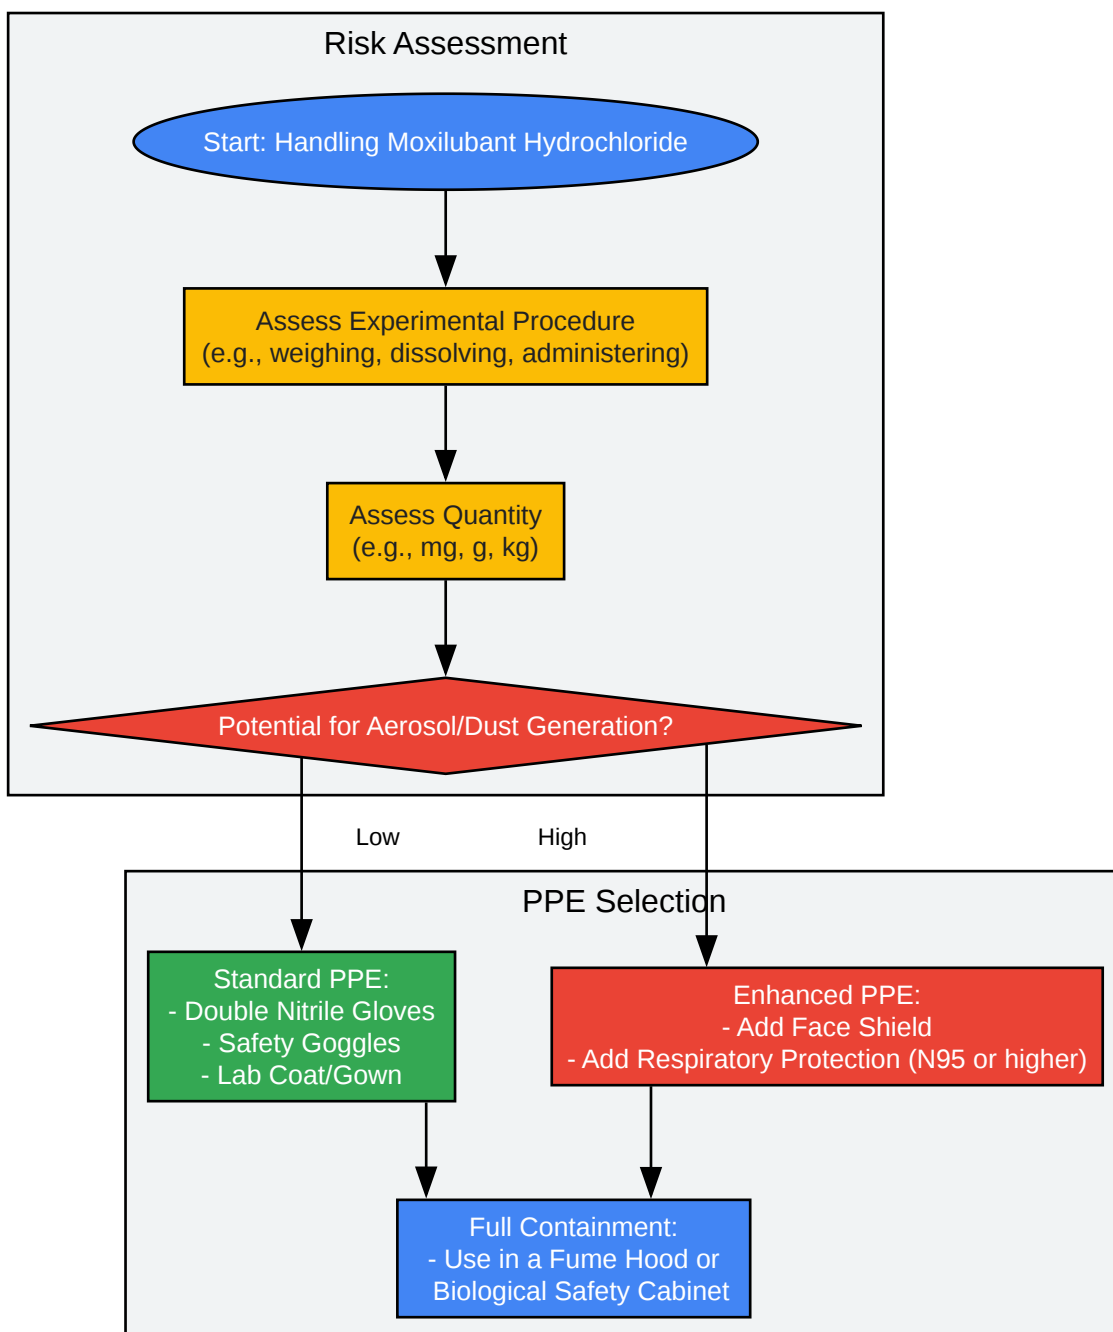 Risk Assessment
Start: Handling Moxilubant Hydrochloride
Assess Experimental Procedure
(e.g., weighing, dissolving, administering)
Assess Quantity
(e.g., mg, g, kg)
Potential for Aerosol/Dust Generation?
Low
High
PPE Selection
Standard PPE:
- Double Nitrile Gloves
- Safety Goggles
- Lab Coat/Gown
Enhanced PPE:
- Add Face Shield
- Add Respiratory Protection (N95 or higher)
Full Containment:
- Use in a Fume Hood or
Biological Safety Cabinet